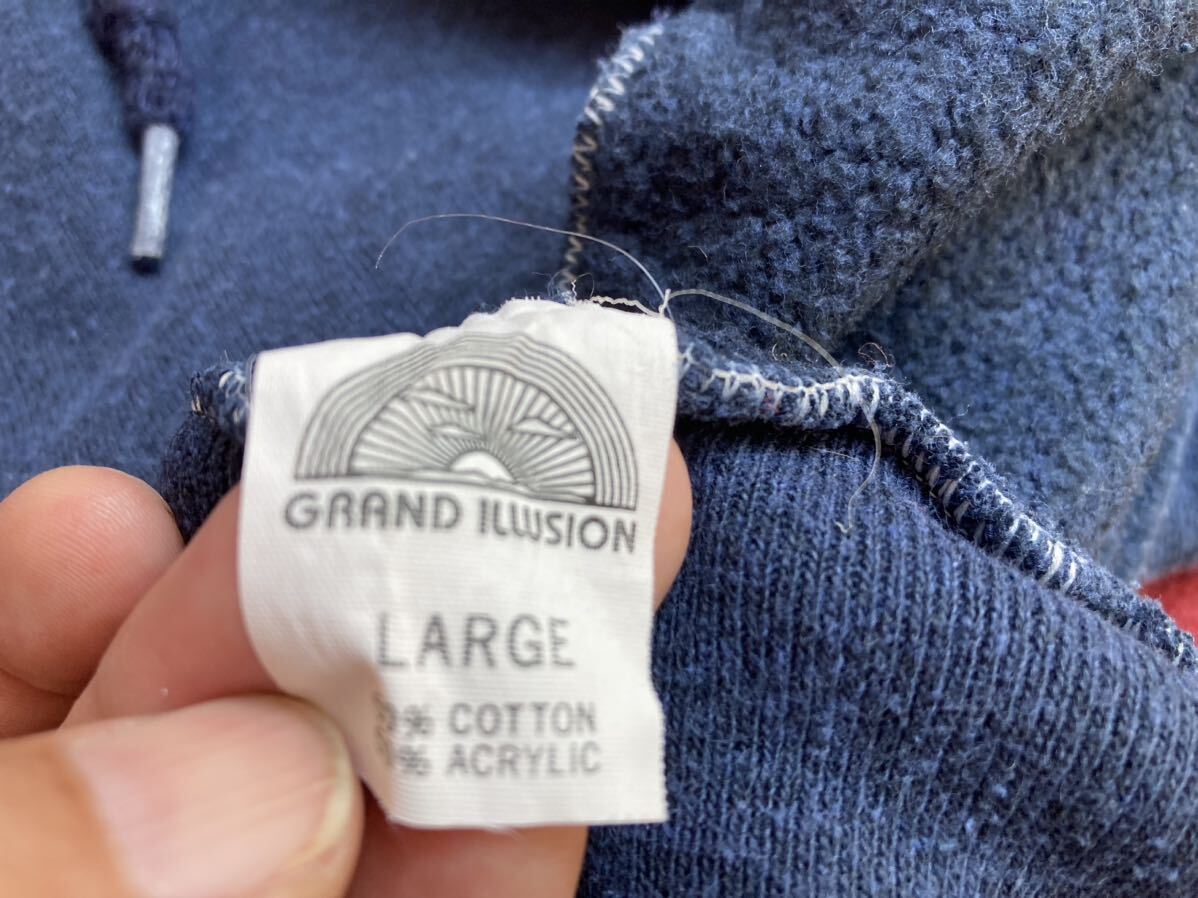 GRAND ILLUSION
LARGE
% COTTON
% ACRYLIC